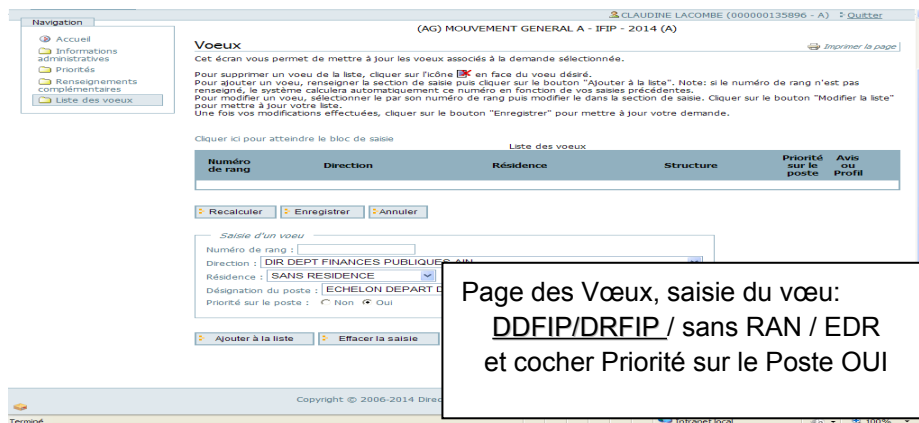 CLAUDINE LACOMBE (000000135896 - A) Quitter
Navigation
(AG) MOUVEMENT GENERAL A - IFIP - 2014 (A)
Accueil
Informations
administratives
Priorités
Renseignements
complémentaires
Liste des voeux
Voeux
Imprimer la page
Cet écran vous permet de mettre à jour les voeux associés à la demande sélectionnée.
Pour supprimer un voeu de la liste, cliquer sur l'icône en face du voeu désiré.
Pour ajouter un voeu, renseigner la section de saisie puis cliquer sur le bouton "Ajouter à la liste". Note: si le numéro de rang n'est pas
renseigné, le système calculera automatiquement ce numéro en fonction de vos saisies précédentes.
Pour modifier un voeu, sélectionner le par son numéro de rang puis modifier le dans la section de saisie. Cliquer sur le bouton "Modifier la liste"
pour mettre à jour votre liste.
Une fois vos modifications effectuées, cliquer sur le bouton "Enregistrer" pour mettre à jour votre demande.
Cliquer ici pour atteindre le bloc de saisie
Liste des voeux
Numéro de rang Direction Résidence Structure Priorité sur le poste Avis ou Profil
Recalculer Enregistrer Annuler
Saisie d'un voeu
Numéro de rang :
Direction : DIR DEPT FINANCES PUBLIQUES AIN
Résidence : SANS RESIDENCE
Désignation du poste : ECHELON DEPART D
Priorité sur le poste : Non Oui
Ajouter à la liste Effacer la saisie
Page des Vœux, saisie du vœu:
DDFIP/DRFIP / sans RAN / EDR
et cocher Priorité sur le Poste OUI
Copyright © 2006-2014 Direc
Terminé Intranet local 100%